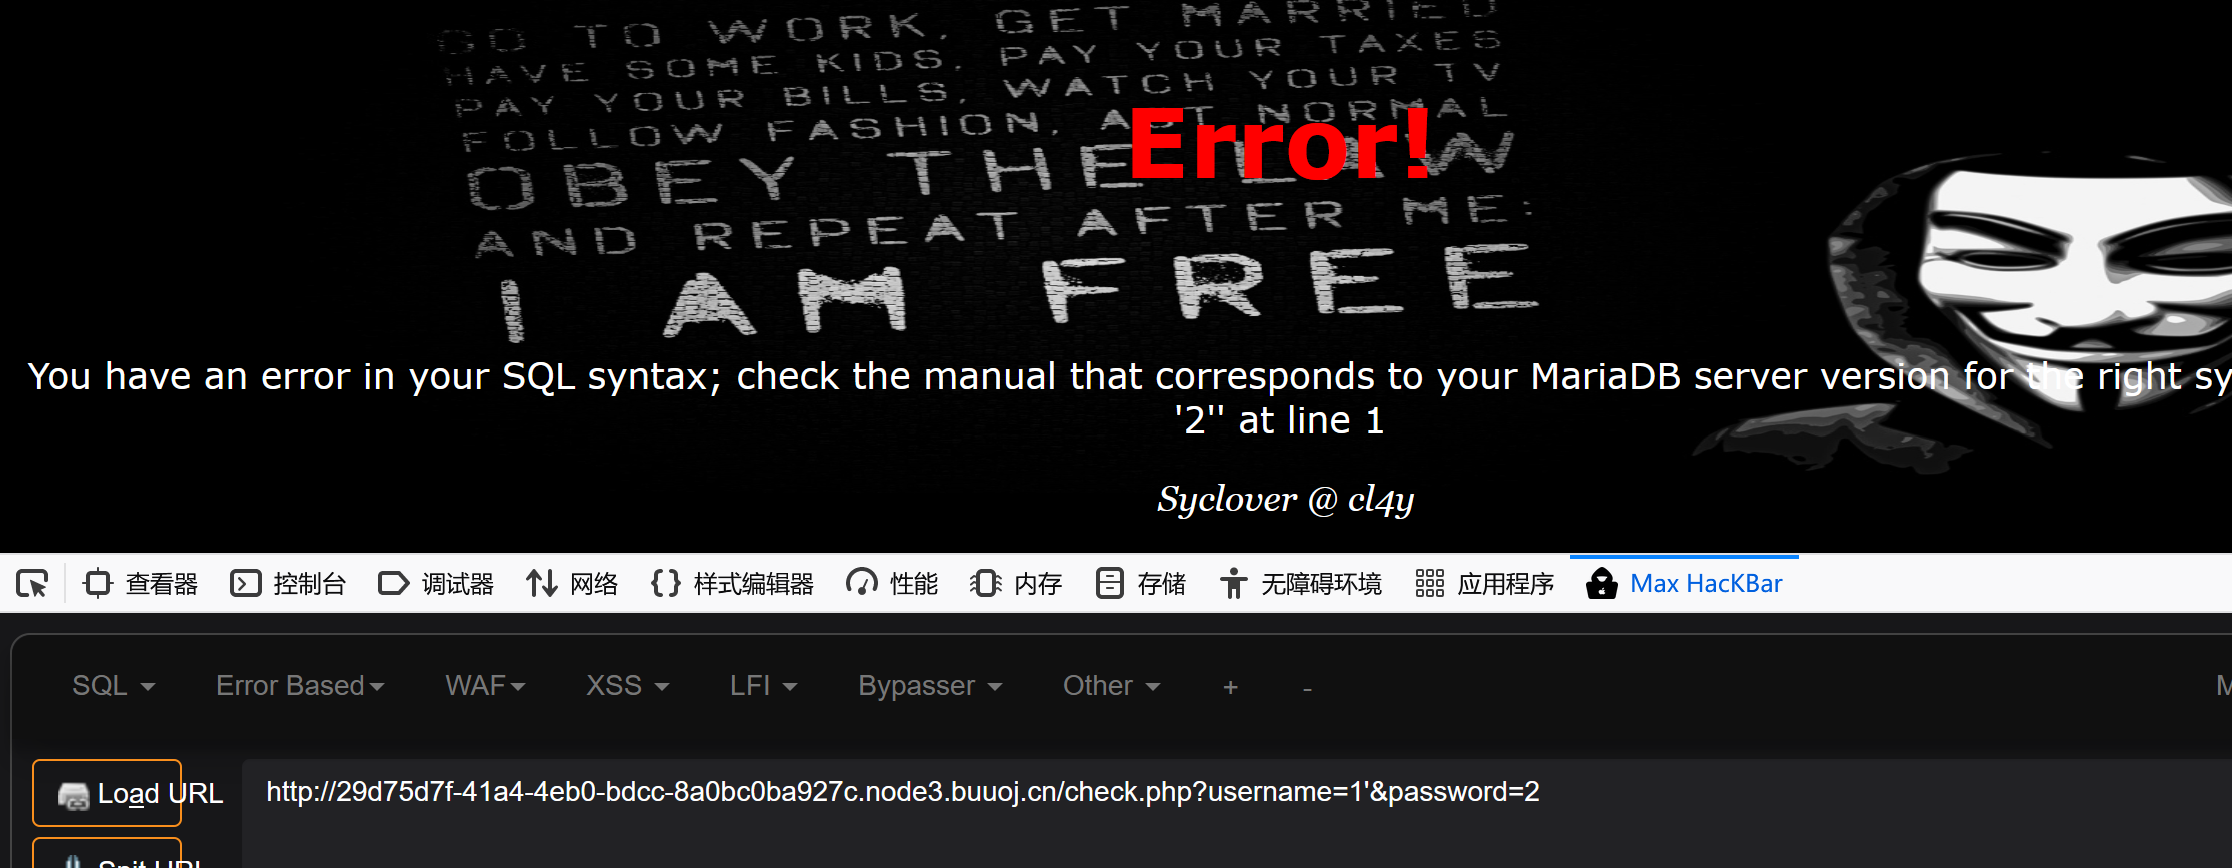 GO TO WORK, GET MARRIED
HAVE SOME KIDS, PAY YOUR TAXES
PAY YOUR BILLS, WATCH YOUR TV
FOLLOW FASHION, ACT NORMAL
OBEY THE LAW
AND REPEAT AFTER ME:
I AM FREE
Error!
You have an error in your SQL syntax; check the manual that corresponds to your MariaDB server version for the right sy
'2'' at line 1
Syclover @ cl4y
查看器 控制台 调试器 网络 样式编辑器 性能 内存 存储 无障碍环境 应用程序 Max HacKBar
SQL Error Based WAF XSS LFI Bypasser Other + - M
Load URL http://29d75d7f-41a4-4eb0-bdcc-8a0bc0ba927c.node3.buuoj.cn/check.php?username=1'&password=2
Spit URL